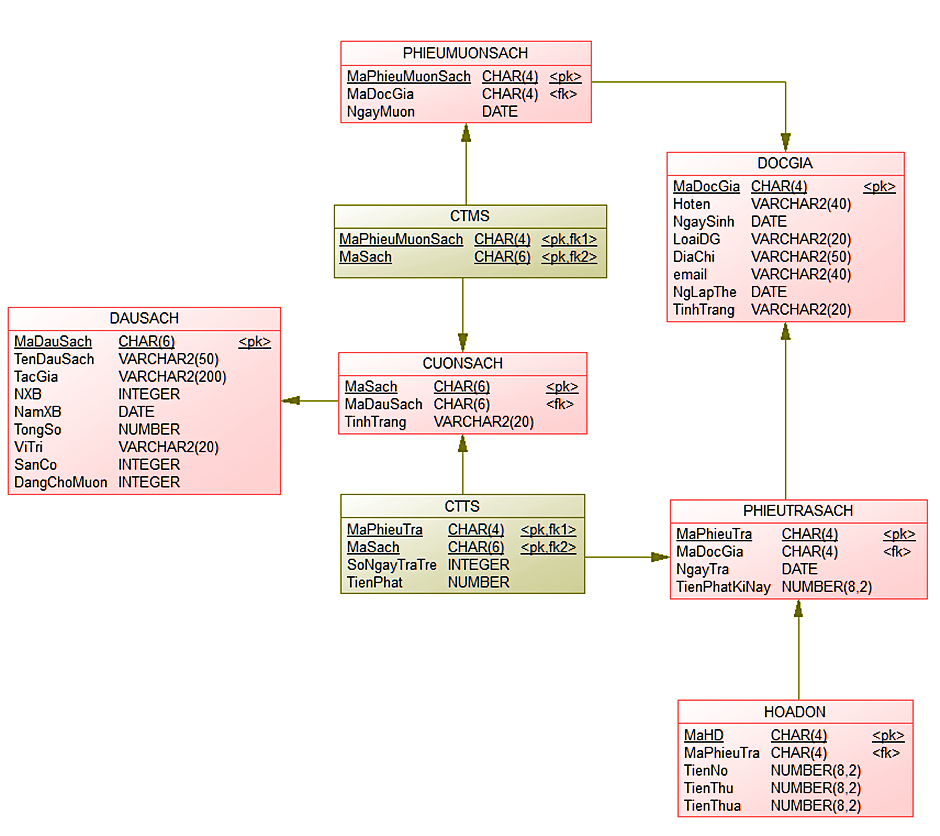 PHIEUMUONSACH
MaPhieuMuonSach CHAR(4) <pk>
MaDocGia CHAR(4) <fk>
NgayMuon DATE
DOCGIA
MaDocGia CHAR(4) <pk>
Hoten VARCHAR2(40)
NgaySinh DATE
LoaiDG VARCHAR2(20)
DiaChi VARCHAR2(50)
email VARCHAR2(40)
NgLapThe DATE
TinhTrang VARCHAR2(20)
CTMS
MaPhieuMuonSach CHAR(4) <pk,fk1>
MaSach CHAR(6) <pk,fk2>
DAUSACH
MaDauSach CHAR(6) <pk>
TenDauSach VARCHAR2(50)
TacGia VARCHAR2(200)
NXB INTEGER
NamXB DATE
TongSo NUMBER
ViTri VARCHAR2(20)
SanCo INTEGER
DangChoMuon INTEGER
CUONSACH
MaSach CHAR(6) <pk>
MaDauSach CHAR(6) <fk>
TinhTrang VARCHAR2(20)
CTTS
MaPhieuTra CHAR(4) <pk,fk1>
MaSach CHAR(6) <pk,fk2>
SoNgayTraTre INTEGER
TienPhat NUMBER
PHIEUTRASACH
MaPhieuTra CHAR(4) <pk>
MaDocGia CHAR(4) <fk>
NgayTra DATE
TienPhatKiNay NUMBER(8,2)
HOADON
MaHD CHAR(4) <pk>
MaPhieuTra CHAR(4) <fk>
TienNo NUMBER(8,2)
TienThu NUMBER(8,2)
TienThua NUMBER(8,2)